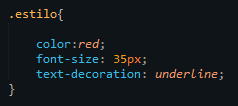 .estilo{
color:red;
font-size: 35px;
text-decoration: underline;
}